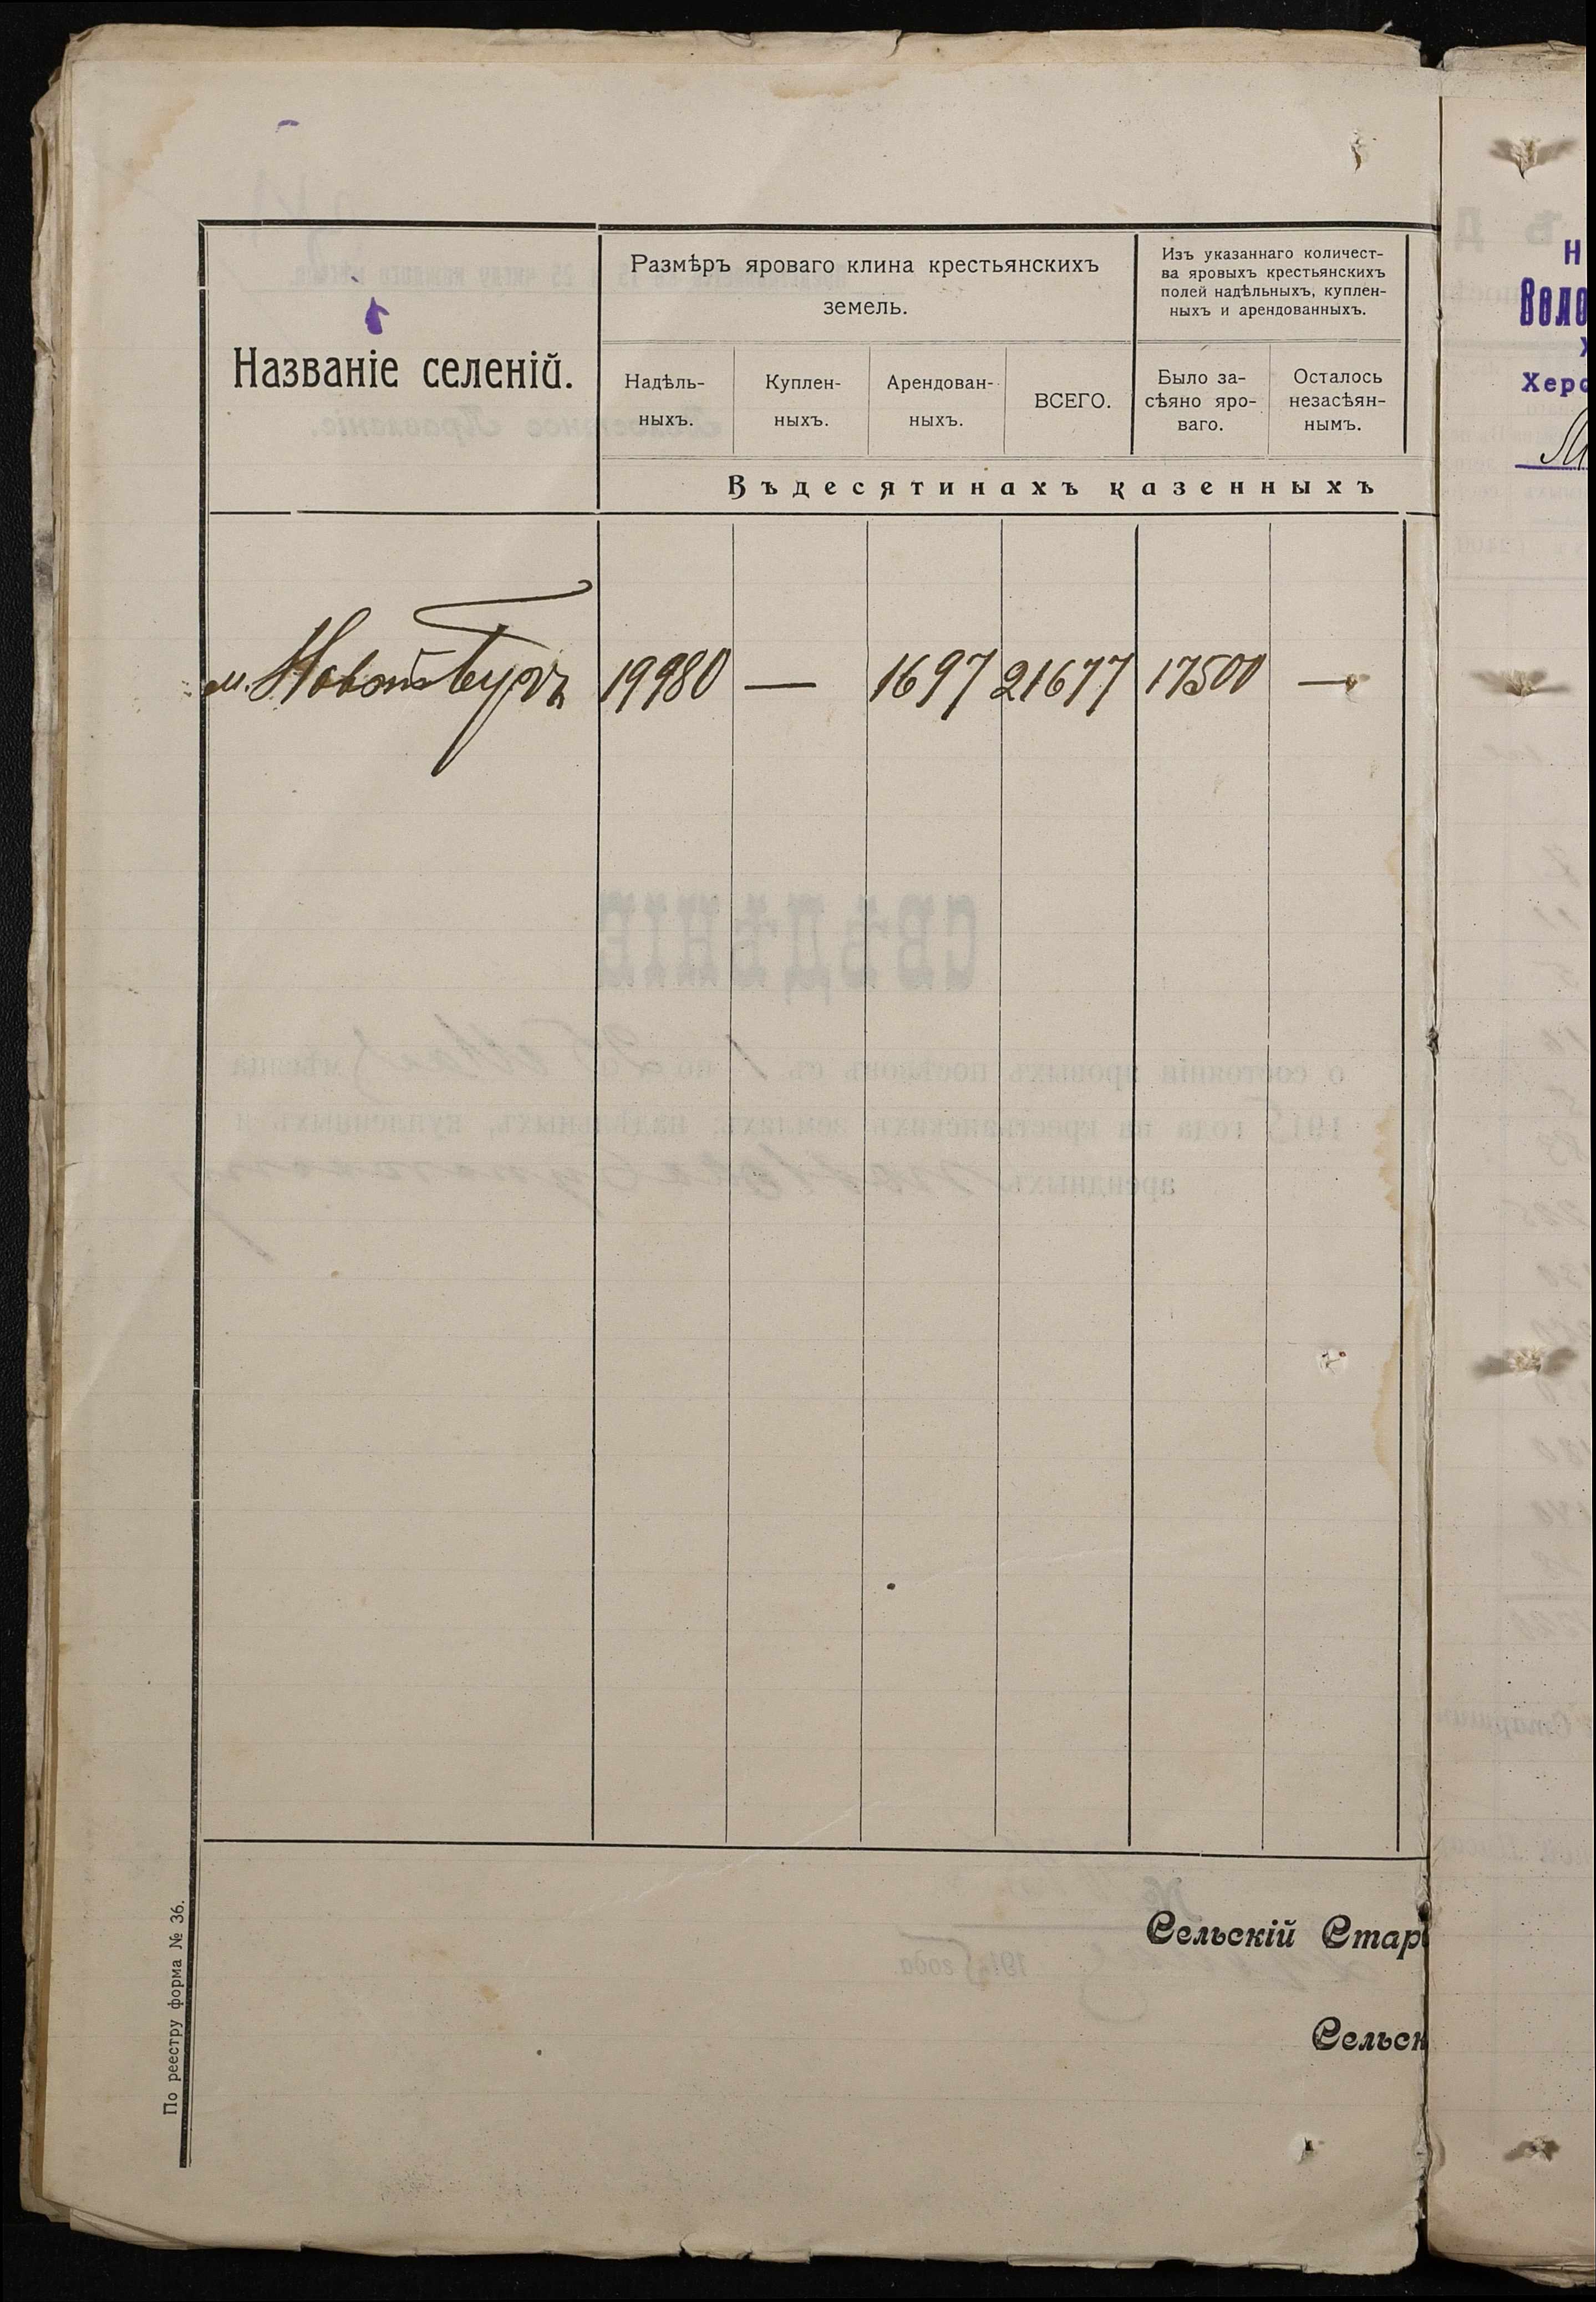 Названіе селеній.
Размѣръ яроваго клина крестьянскихъ
земель.
Надѣль-
ныхъ.
Куплен-
ныхъ.
Арендован-
ныхъ.
ВСЕГО.
Изъ указаннаго количест-
ва яровыхъ крестьянскихъ
полей надѣльныхъ, куплен-
ныхъ и арендованныхъ.
Было за-
сѣяно яро-
ваго.
Осталось
незасѣян-
нымъ.
Въ десятинахъ казенныхъ
м. Новый Бугъ 19980 — 1697 21677 17500 —
Сельскій Стар
Сельск
По реестру форма № 36.
Н
Воло
Херс